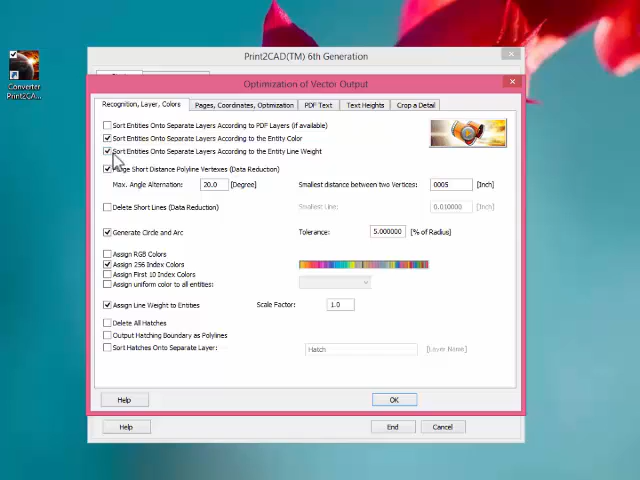 Print2CAD(TM) 6th Generation
Optimization of Vector Output
Converter
Print2CA...
Recognition, Layer, Colors
Pages, Coordinates, Optimization
PDF Text
Text Heights
Crop a Detail
Sort Entities Onto Separate Layers According to PDF Layers (if available)
Sort Entities Onto Separate Layers According to the Entity Color
Sort Entities Onto Separate Layers According to the Entity Line Weight
Short Distance Polyline Vertexes (Data Reduction)
Max. Angle Alternation: 20.0 [Degree]
Smallest distance between two Vertices: 0005 [Inch]
Delete Short Lines (Data Reduction)
Smallest Line: 0.010000 [Inch]
Generate Circle and Arc
Tolerance: 5.000000 [% of Radius]
Assign RGB Colors
Assign 256 Index Colors
Assign First 10 Index Colors
Assign uniform color to all entities:
Assign Line Weight to Entities
Scale Factor: 1.0
Delete All Hatches
Output Hatching Boundary as Polylines
Sort Hatches Onto Separate Layer:
Hatch [Layer Name]
Help
OK
Help
End
Cancel